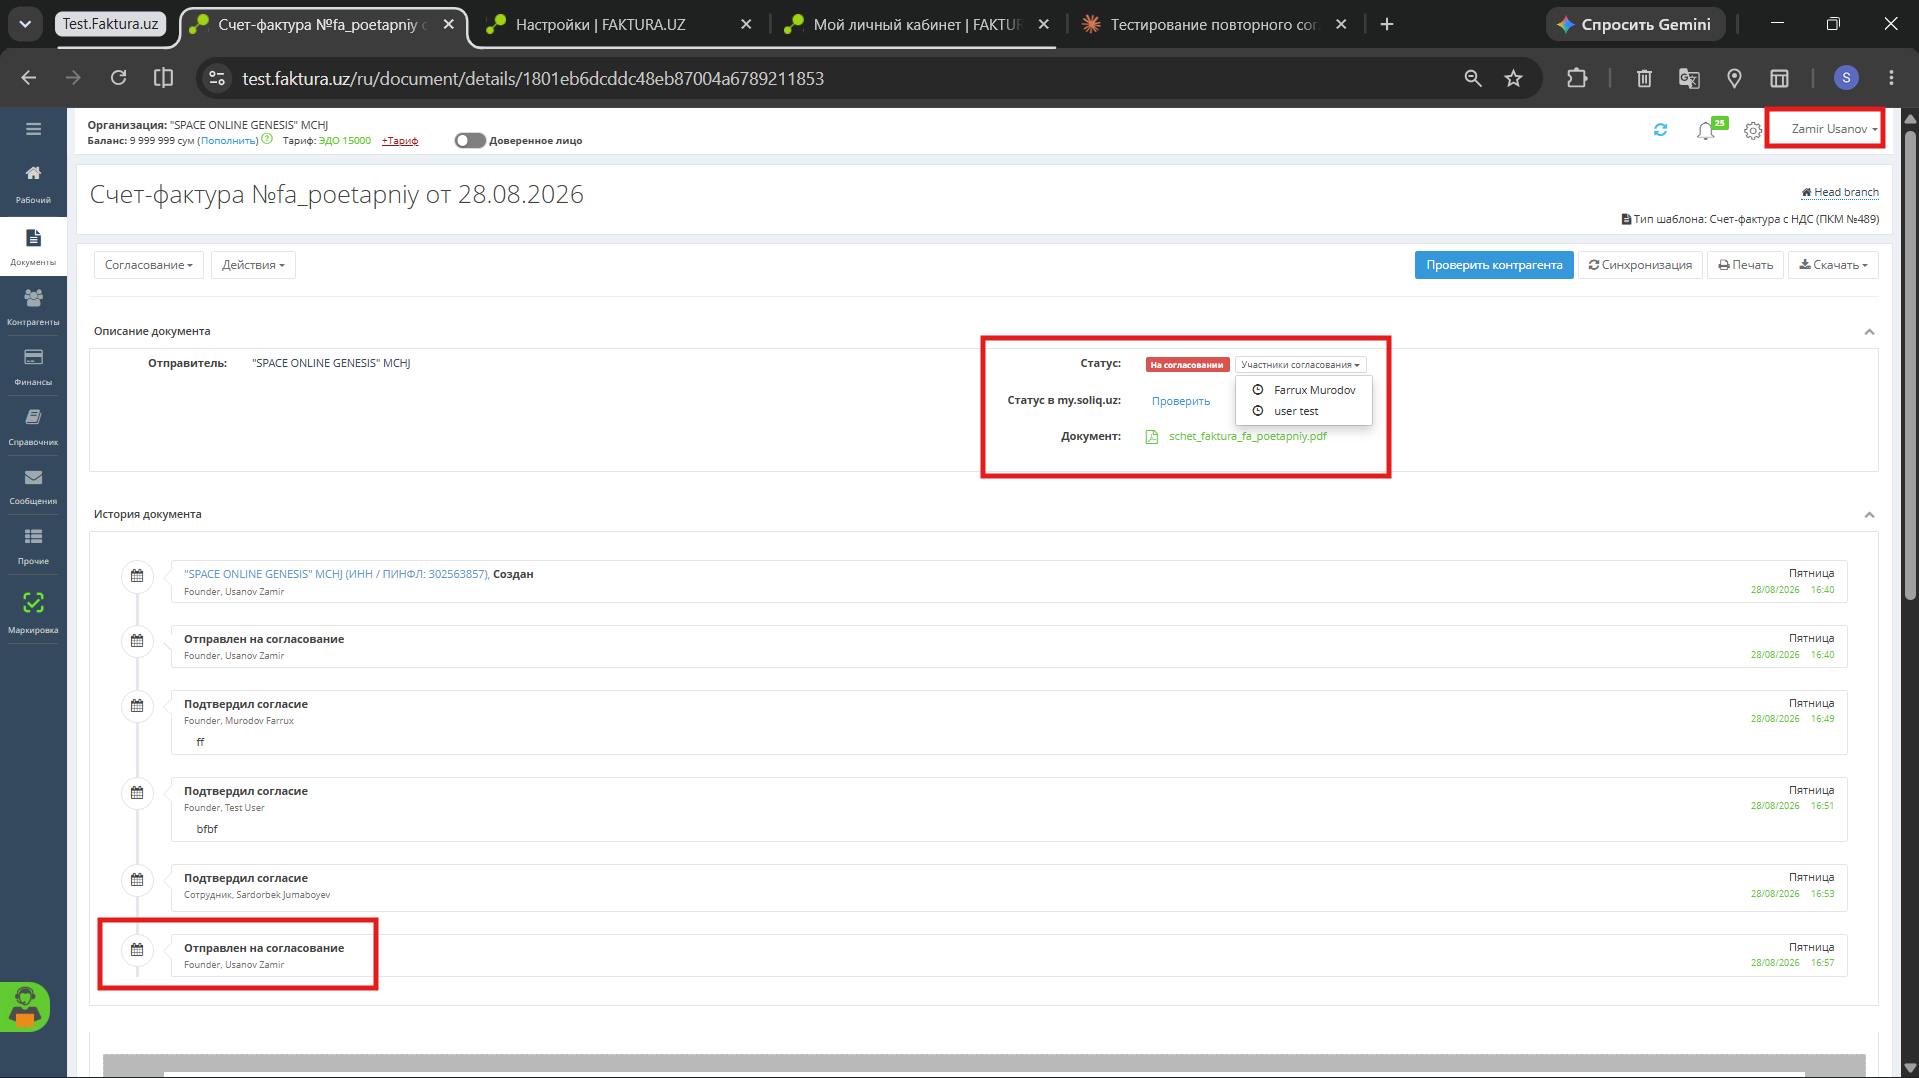 Test.Faktura.uz
Счет-фактура №fa_poetapniy
Настройки | FAKTURA.UZ
Мой личный кабинет | FAKTUR
Тестирование повторного сог
Спросить Gemini
test.faktura.uz/ru/document/details/1801eb6dcddc48eb87004a6789211853
S
Организация: "SPACE ONLINE GENESIS" MCHJ
Баланс: 9 999 999 сум (Пополнить) Тариф: ЭДО 15000 +Тариф
Доверенное лицо
25
Zamir Usanov
Рабочий
Документы
Контрагенты
Финансы
Справочник
Сообщения
Прочие
Маркировка
Счет-фактура №fa_poetapniy от 28.08.2026
Head branch
Тип шаблона: Счет-фактура с НДС (ПКМ №489)
Согласование
Действия
Проверить контрагента
Синхронизация
Печать
Скачать
Описание документа
Отправитель: "SPACE ONLINE GENESIS" MCHJ
Статус: На согласовании Участники согласования
Farrux Murodov
user test
Статус в my.soliq.uz: Проверить
Документ: schet_faktura_fa_poetapniy.pdf
История документа
"SPACE ONLINE GENESIS" MCHJ (ИНН / ПИНФЛ: 302563857), Создан
Founder, Usanov Zamir
Пятница
28/08/2026 16:40
Отправлен на согласование
Founder, Usanov Zamir
Пятница
28/08/2026 16:40
Подтвердил согласие
Founder, Murodov Farrux
ff
Пятница
28/08/2026 16:49
Подтвердил согласие
Founder, Test User
bfbf
Пятница
28/08/2026 16:51
Подтвердил согласие
Сотрудник, Sardorbek Jumaboyev
Пятница
28/08/2026 16:53
Отправлен на согласование
Founder, Usanov Zamir
Пятница
28/08/2026 16:57